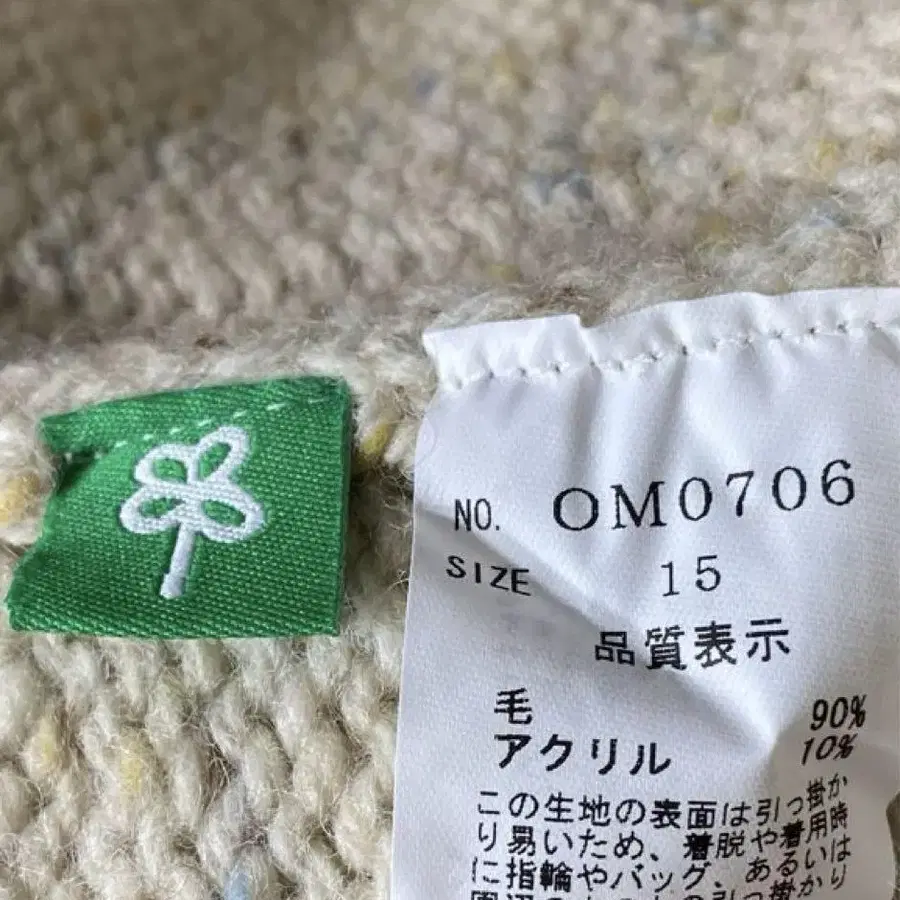 NO. OM0706
SIZE 15
品質表示
毛 90%
アクリル 10%
この生地の表面は引っ掛か
り易いため、着脱や着用時
に指輪やバッグ、あるいは